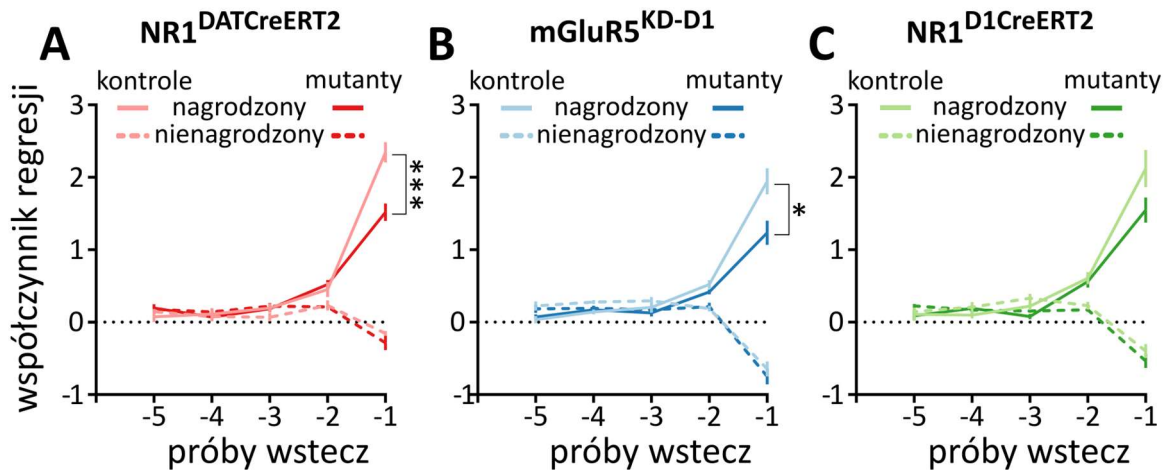 A NR1DATCreERT2
kontrole mutanty
nagrodzony
nienagrodzony
współczynnik regresji
3
2
1
0
-1
***
-5 -4 -3 -2 -1
próby wstecz
B mGluR5KD-D1
kontrole mutanty
nagrodzony
nienagrodzony
3
2
1
0
-1
*
-5 -4 -3 -2 -1
próby wstecz
C NR1D1CreERT2
kontrole mutanty
nagrodzony
nienagrodzony
3
2
1
0
-1
-5 -4 -3 -2 -1
próby wstecz